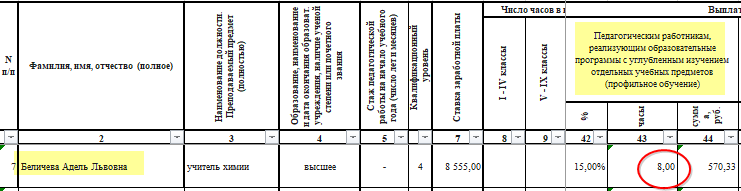 Число часов в н
Выплат
N
п/п
Фамилия, имя, отчество (полное)
Наименование должности.
Преподаваемый предмет
(полностью)
Образование, наименование
и дата окончания образоват.
учреждения, наличие ученой
степени или почетного
звания
Стаж педагогической
работы на начало учебного
года (число лет и месяцев)
Квалификационный
уровень
Ставка заработной платы
I - IV классы
V - IX классы
Педагогическим работникам,
реализующим образовательные
программы с углубленным изучением
отдельных учебных предметов
(профильное обучение)
%
часы
сумм
а,
руб.
2 3 4 5 6 7 8 9 42 43 44
7 Беличева Адель Львовна учитель химии высшее - 4 8 555,00 15,00% 8,00 570,33